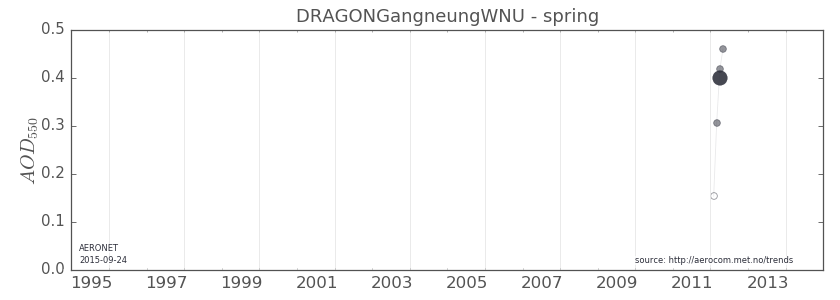 DRAGONGangneungWNU - spring
0.5
0.4
0.3
0.2
0.1
0.0
AOD550
AERONET
2015-09-24
source: http://aerocom.met.no/trends
1995 1997 1999 2001 2003 2005 2007 2009 2011 2013